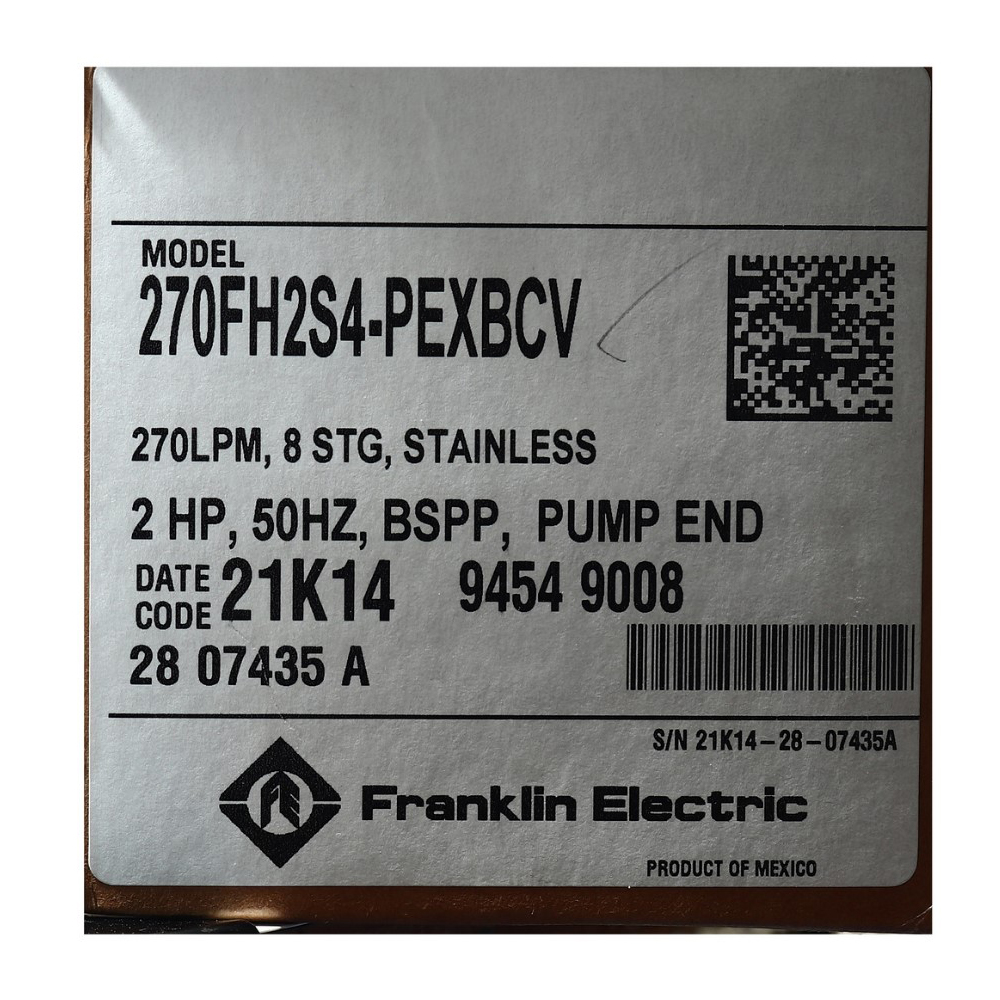 MODEL
270FH2S4-PEXBCV
270LPM, 8 STG, STAINLESS
2 HP, 50HZ, BSPP, PUMP END
DATE CODE 21K14 9454 9008
28 07435 A
S/N 21K14-28-07435A
FE Franklin Electric
PRODUCT OF MEXICO